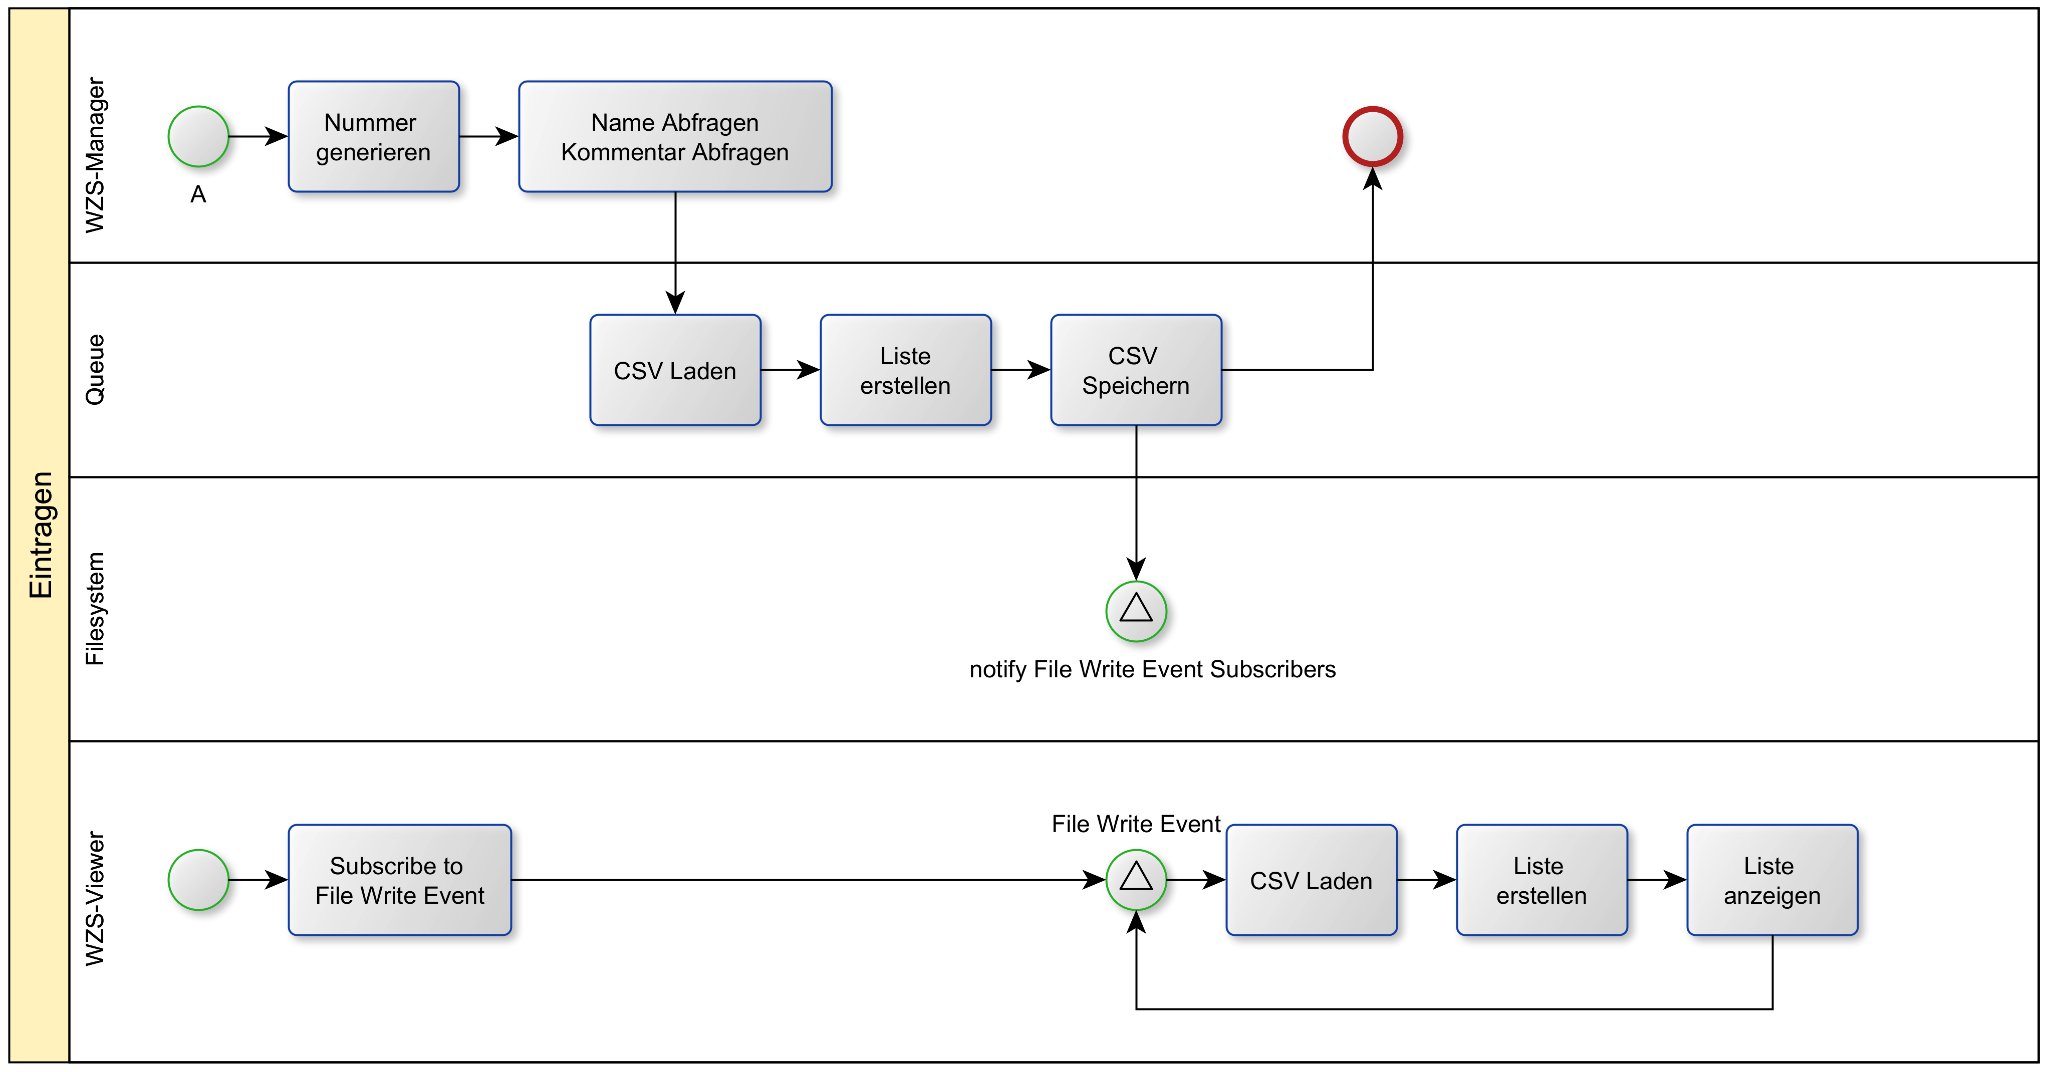 Eintragen
WZS-Manager
A
Nummer
generieren
Name Abfragen
Kommentar Abfragen
Queue
CSV Laden
Liste
erstellen
CSV
Speichern
Filesystem
notify File Write Event Subscribers
WZS-Viewer
Subscribe to
File Write Event
File Write Event
CSV Laden
Liste
erstellen
Liste
anzeigen